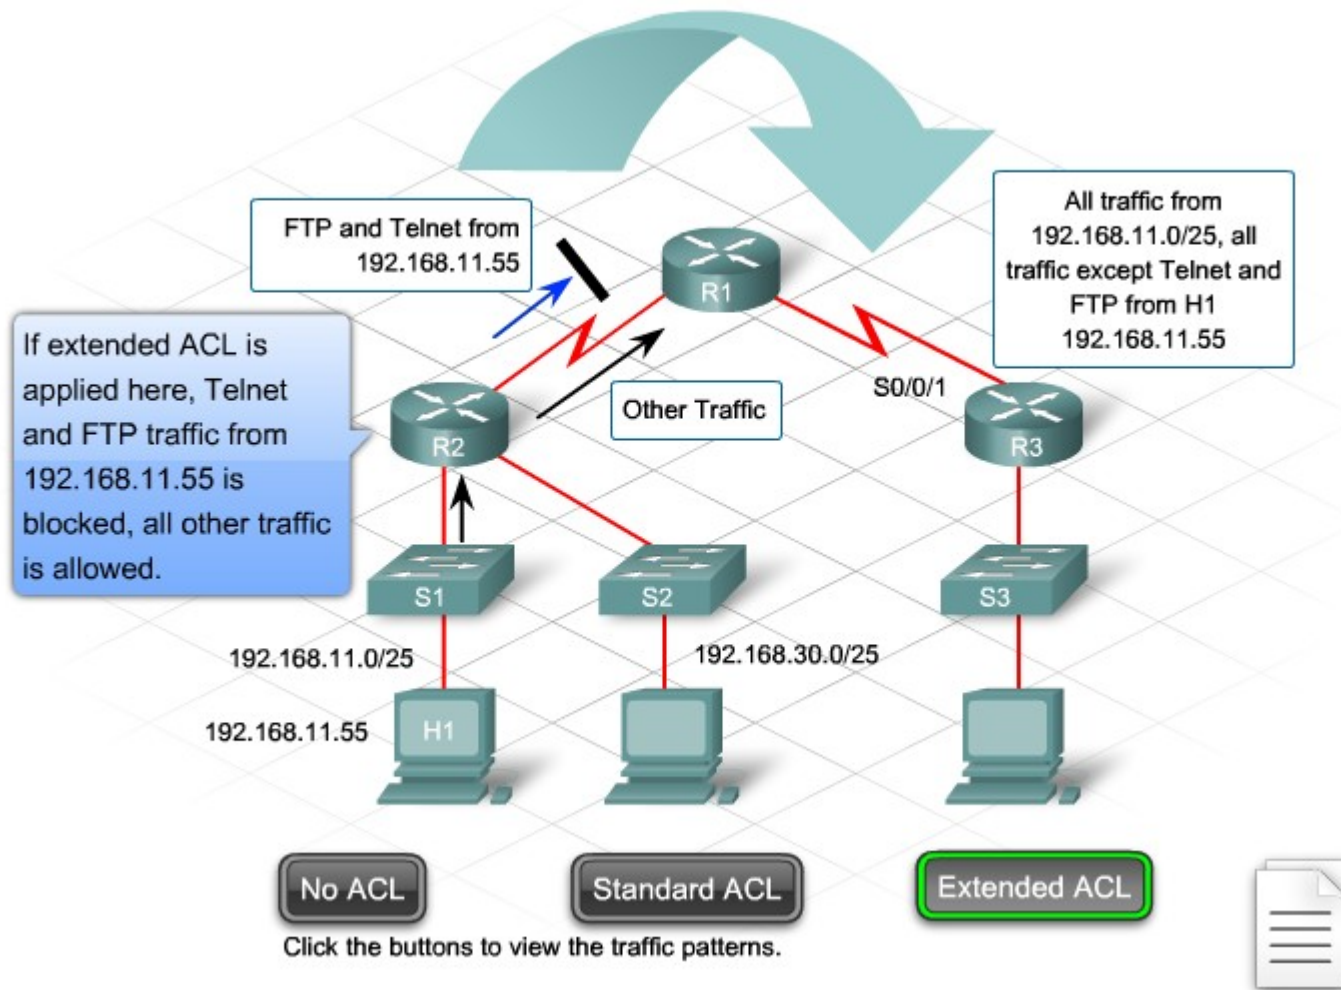 FTP and Telnet from
192.168.11.55
All traffic from
192.168.11.0/25, all
traffic except Telnet and
FTP from H1
192.168.11.55
R1
If extended ACL is
applied here, Telnet
and FTP traffic from
192.168.11.55 is
blocked, all other traffic
is allowed.
Other Traffic
S0/0/1
R2
R3
S1
S2
S3
192.168.11.0/25
192.168.30.0/25
192.168.11.55
H1
No ACL
Standard ACL
Extended ACL
Click the buttons to view the traffic patterns.